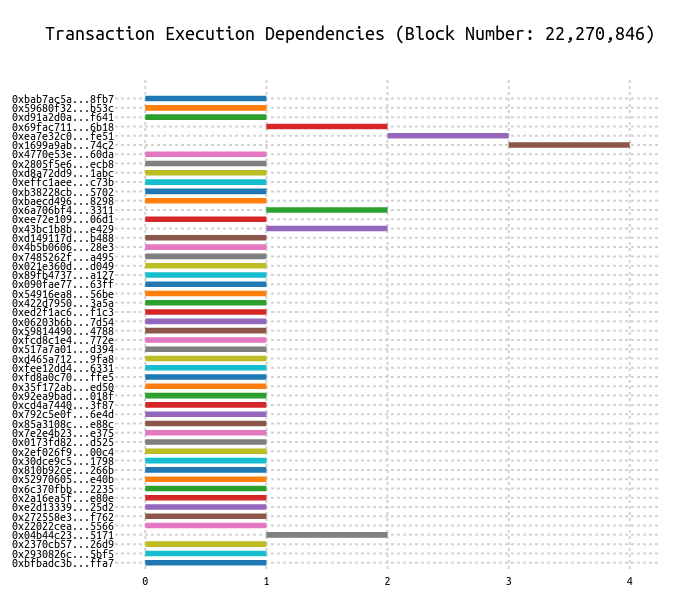 Transaction Execution Dependencies (Block Number: 22,270,846)
0xbab7ac5a...8fb7
0x59680f32...b53c
0xd91a2d0a...f641
0x69fac711...6b18
0xea7e32c0...fe51
0x1699a9ab...74c2
0x4770e53e...60da
0x2805f5e6...ecb8
0xd8a72dd9...1abc
0xeffc1aee...c73b
0xb38228cb...5702
0xbaecd496...8298
0x6a706bf4...3311
0xee72e109...06d1
0x43bc1b8b...e429
0xd149117d...b488
0x4b5b0606...28e3
0x7485262f...a495
0x021e360d...d049
0x89fb4737...a127
0x090fae77...63ff
0x54916ea8...56be
0x422d7950...3a5a
0xed2f1ac6...f1c3
0x06203b6b...7d54
0x59814490...4788
0xfcd8c1e4...772e
0x517a7a01...d394
0xd465a712...9fa8
0xfee12dd4...6331
0xfd8a0c70...ffe5
0x35f172ab...ed50
0x92ea9bad...018f
0xcd4a7440...3f87
0x792c5e0f...6e4d
0x85a3108c...e88c
0x7e2e4b23...e375
0x0173fd82...d525
0x2ef026f9...00c4
0x30dce9c5...1798
0x810b92ce...266b
0x52970605...e40b
0x6c370fbb...2235
0x2a16ea5f...e80e
0xe2d13339...25d2
0x272558e3...f762
0x22022cea...5566
0x04b44c23...5171
0x2370cb57...26d9
0x2930826c...5bf5
0xbfbadc3b...ffa7
0 1 2 3 4